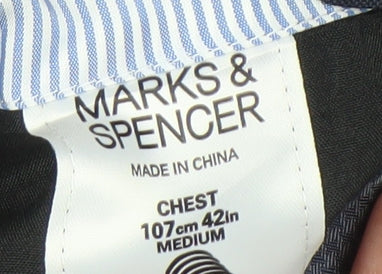 MARKS &
SPENCER
MADE IN CHINA
CHEST
107cm 42in
MEDIUM